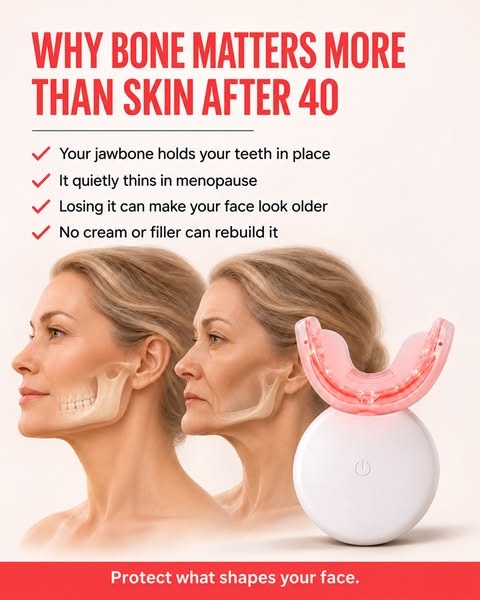 WHY BONE MATTERS MORE
THAN SKIN AFTER 40
Your jawbone holds your teeth in place
It quietly thins in menopause
Losing it can make your face look older
No cream or filler can rebuild it
Protect what shapes your face.